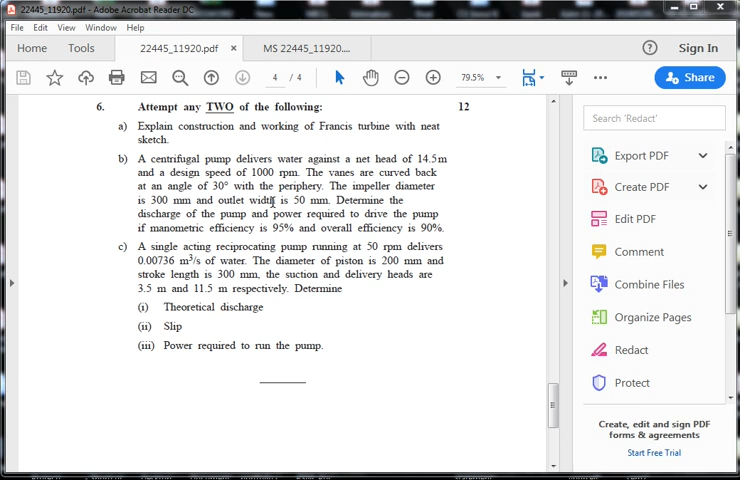 22445_11920.pdf - Adobe Acrobat Reader DC
File Edit View Window Help
Home Tools 22445_11920.pdf × MS 22445_11920.... Sign In
4 / 4 79.5% Share
6. Attempt any TWO of the following: 12
a) Explain construction and working of Francis turbine with neat
sketch.
b) A centrifugal pump delivers water against a net head of 14.5m
and a design speed of 1000 rpm. The vanes are curved back
at an angle of 30° with the periphery. The impeller diameter
is 300 mm and outlet width is 50 mm. Determine the
discharge of the pump and power required to drive the pump
if manometric efficiency is 95% and overall efficiency is 90%.
c) A single acting reciprocating pump running at 50 rpm delivers
0.00736 m³/s of water. The diameter of piston is 200 mm and
stroke length is 300 mm, the suction and delivery heads are
3.5 m and 11.5 m respectively. Determine
(i) Theoretical discharge
(ii) Slip
(iii) Power required to run the pump.
Search 'Redact'
Export PDF
Create PDF
Edit PDF
Comment
Combine Files
Organize Pages
Redact
Protect
Create, edit and sign PDF
forms & agreements
Start Free Trial